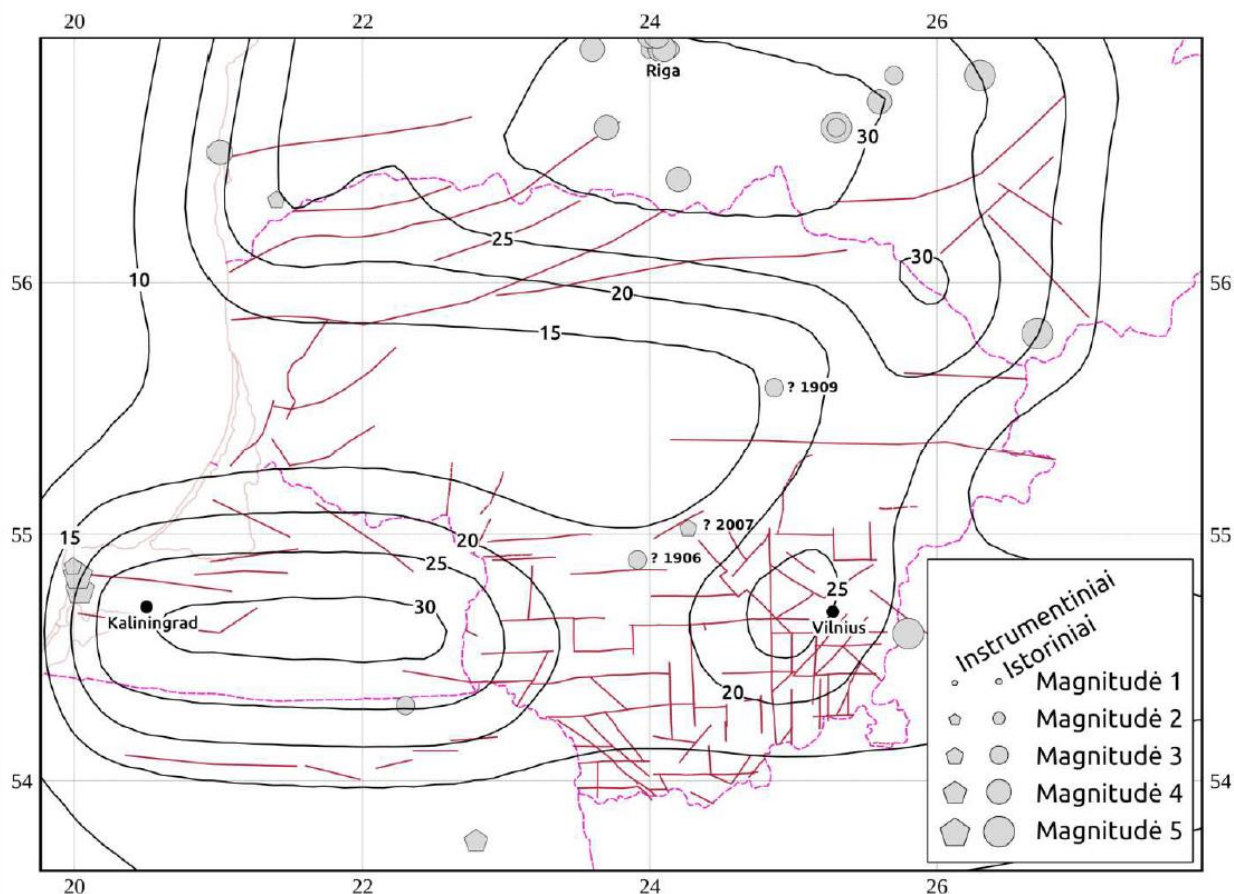 20 22 24 26
Riga
30
25
30
10
56 56
20
15
? 1909
? 2007
55 55
15
20
? 1906
25
25
30
Kaliningrad
Vilnius
20
Instrumentiniai
Istoriniai
Magnitudė 1
Magnitudė 2
Magnitudė 3
Magnitudė 4
Magnitudė 5
54 54
20 22 24 26